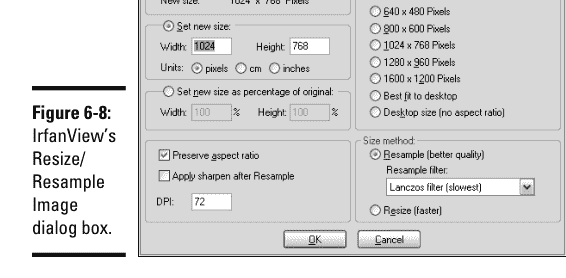 New size: 1024 x 768 Pixels
Set new size:
Width: 1024 Height: 768
Units: pixels cm inches
Set new size as percentage of original:
Width: 100 % Height: 100 %
Preserve aspect ratio
Apply sharpen after Resample
DPI: 72
640 x 480 Pixels
800 x 600 Pixels
1024 x 768 Pixels
1280 x 960 Pixels
1600 x 1200 Pixels
Best fit to desktop
Desktop size (no aspect ratio)
Size method:
Resample (better quality)
Resample filter:
Lanczos filter (slowest)
Resize (faster)
OK Cancel
Figure 6-8:
IrfanView's
Resize/
Resample
Image
dialog box.